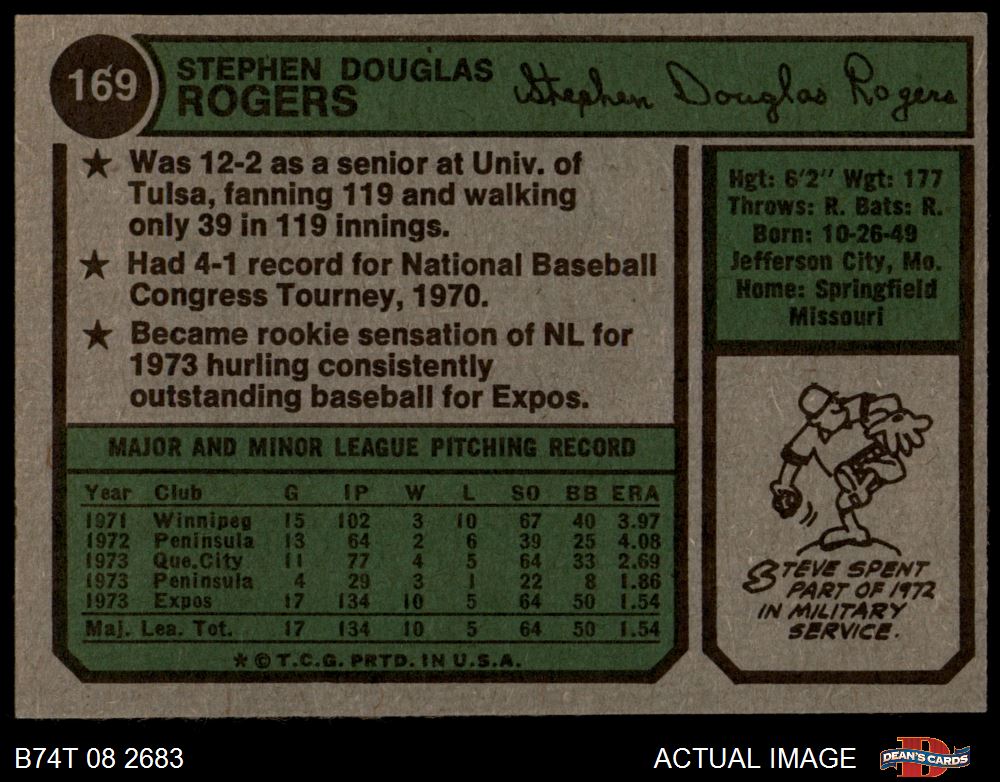 169
STEPHEN DOUGLAS
ROGERS
Stephen Douglas Rogers
★ Was 12-2 as a senior at Univ. of
Tulsa, fanning 119 and walking
only 39 in 119 innings.
★ Had 4-1 record for National Baseball
Congress Tourney, 1970.
★ Became rookie sensation of NL for
1973 hurling consistently
outstanding baseball for Expos.
MAJOR AND MINOR LEAGUE PITCHING RECORD
Year Club G IP W L SO BB ERA
1971 Winnipeg 15 102 3 10 67 40 3.97
1972 Peninsula 13 64 2 6 39 25 4.08
1973 Que.City 11 77 4 5 64 33 2.69
1973 Peninsula 4 29 3 1 22 8 1.86
1973 Expos 17 134 10 5 64 50 1.54
Maj. Lea. Tot. 17 134 10 5 64 50 1.54
★ © T.C.G. PRTD. IN U.S.A.
Hgt: 6'2" Wgt: 177
Throws: R. Bats: R.
Born: 10-26-49
Jefferson City, Mo.
Home: Springfield
Missouri
STEVE SPENT
PART OF 1972
IN MILITARY
SERVICE.
B74T 08 2683
ACTUAL IMAGE
D
DEAN'S CARDS